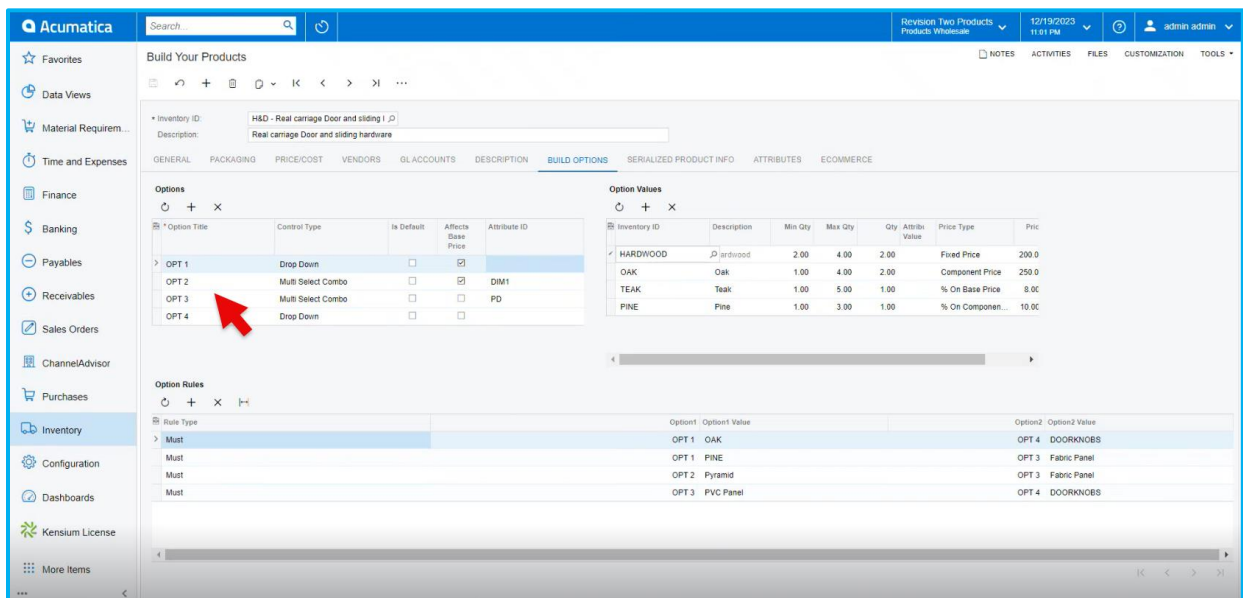 Acumatica
Search...
Revision Two Products
Products Wholesale
12/19/2023
11:01 PM
admin admin
Favorites
Data Views
Material Requirem...
Time and Expenses
Finance
Banking
Payables
Receivables
Sales Orders
ChannelAdvisor
Purchases
Inventory
Configuration
Dashboards
Kensium License
More Items
Build Your Products
NOTES ACTIVITIES FILES CUSTOMIZATION TOOLS
* Inventory ID: H&D - Real carriage Door and sliding
Description: Real carriage Door and sliding hardware
GENERAL PACKAGING PRICE/COST VENDORS GL ACCOUNTS DESCRIPTION BUILD OPTIONS SERIALIZED PRODUCT INFO ATTRIBUTES ECOMMERCE
Options
* Option Title Control Type Is Default Affects Base Price Attribute ID
OPT 1 Drop Down
OPT 2 Multi Select Combo DIM1
OPT 3 Multi Select Combo PD
OPT 4 Drop Down
Option Values
Inventory ID Description Min Qty Max Qty Qty Attribu Value Price Type Pric
HARDWOOD ardwood 2.00 4.00 2.00 Fixed Price 200.0
OAK Oak 1.00 4.00 2.00 Component Price 250.0
TEAK Teak 1.00 5.00 1.00 % On Base Price 8.00
PINE Pine 1.00 3.00 1.00 % On Componen... 10.00
Option Rules
Rule Type Option1 Option1 Value Option2 Option2 Value
Must OPT 1 OAK OPT 4 DOORKNOBS
Must OPT 1 PINE OPT 3 Fabric Panel
Must OPT 2 Pyramid OPT 3 Fabric Panel
Must OPT 3 PVC Panel OPT 4 DOORKNOBS